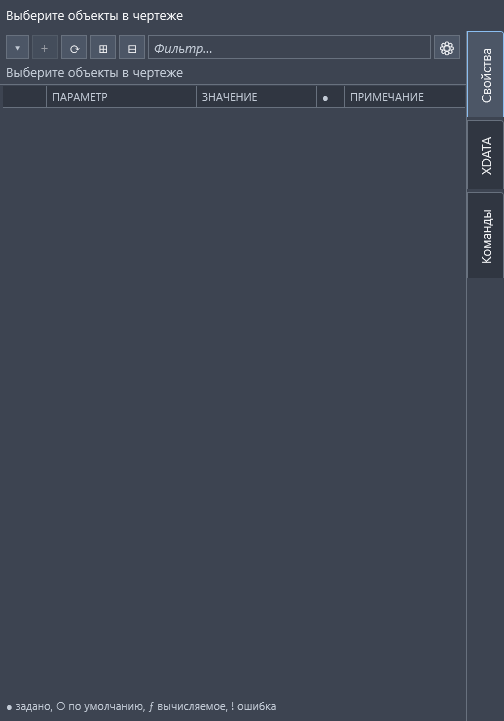 Выберите объекты в чертеже
Фильтр...
Выберите объекты в чертеже
ПАРАМЕТР ЗНАЧЕНИЕ ● ПРИМЕЧАНИЕ
Свойства
XDATA
Команды
● задано, ○ по умолчанию, ƒ вычисляемое, ! ошибка